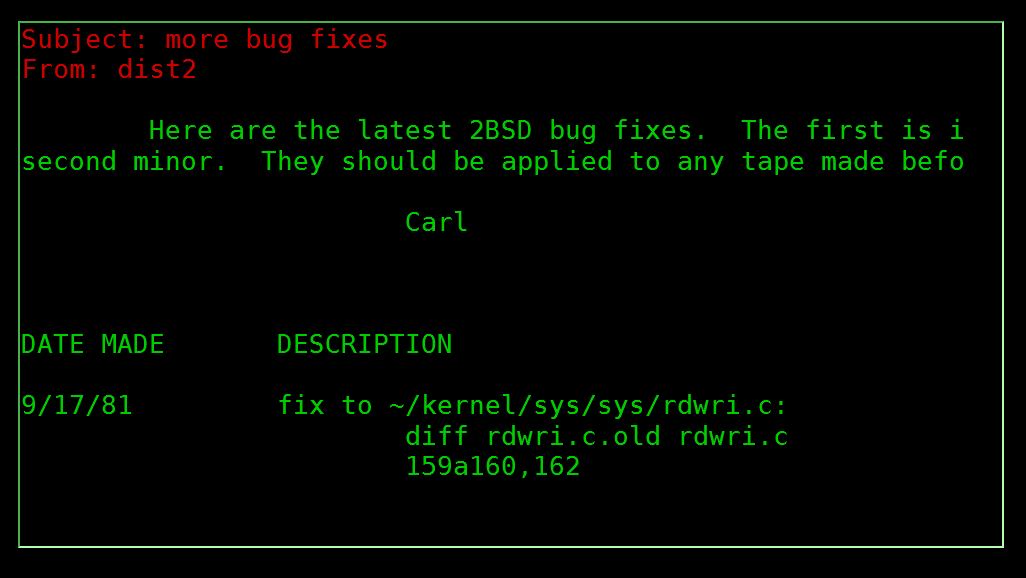 Subject: more bug fixes
From: dist2
Here are the latest 2BSD bug fixes.  The first is i
second minor.  They should be applied to any tape made befo
Carl
DATE MADE       DESCRIPTION
9/17/81         fix to ~/kernel/sys/sys/rdwri.c:
diff rdwri.c.old rdwri.c
159a160,162